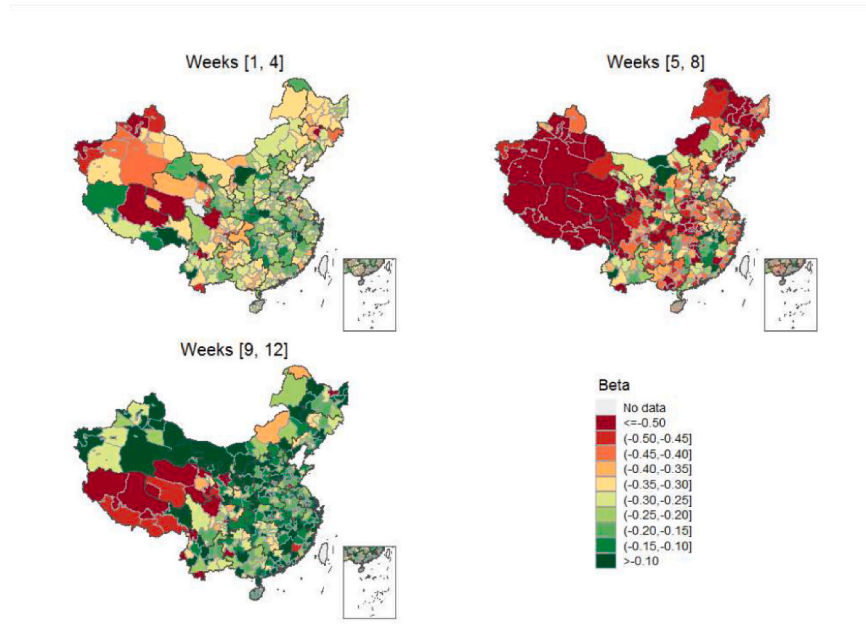 Weeks [1, 4]
Weeks [5, 8]
Weeks [9, 12]
Beta
No data
<=-0.50
(-0.50,-0.45]
(-0.45,-0.40]
(-0.40,-0.35]
(-0.35,-0.30]
(-0.30,-0.25]
(-0.25,-0.20]
(-0.20,-0.15]
(-0.15,-0.10]
>-0.10